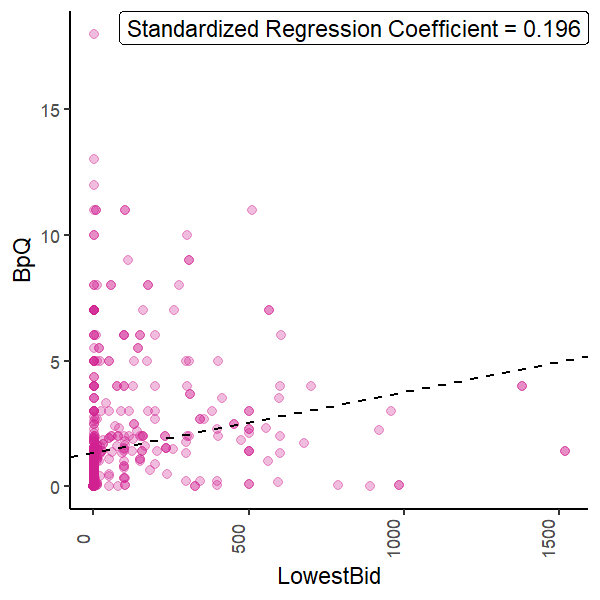 Standardized Regression Coefficient = 0.196
BpQ
15
10
5
0
0
500
1000
1500
LowestBid